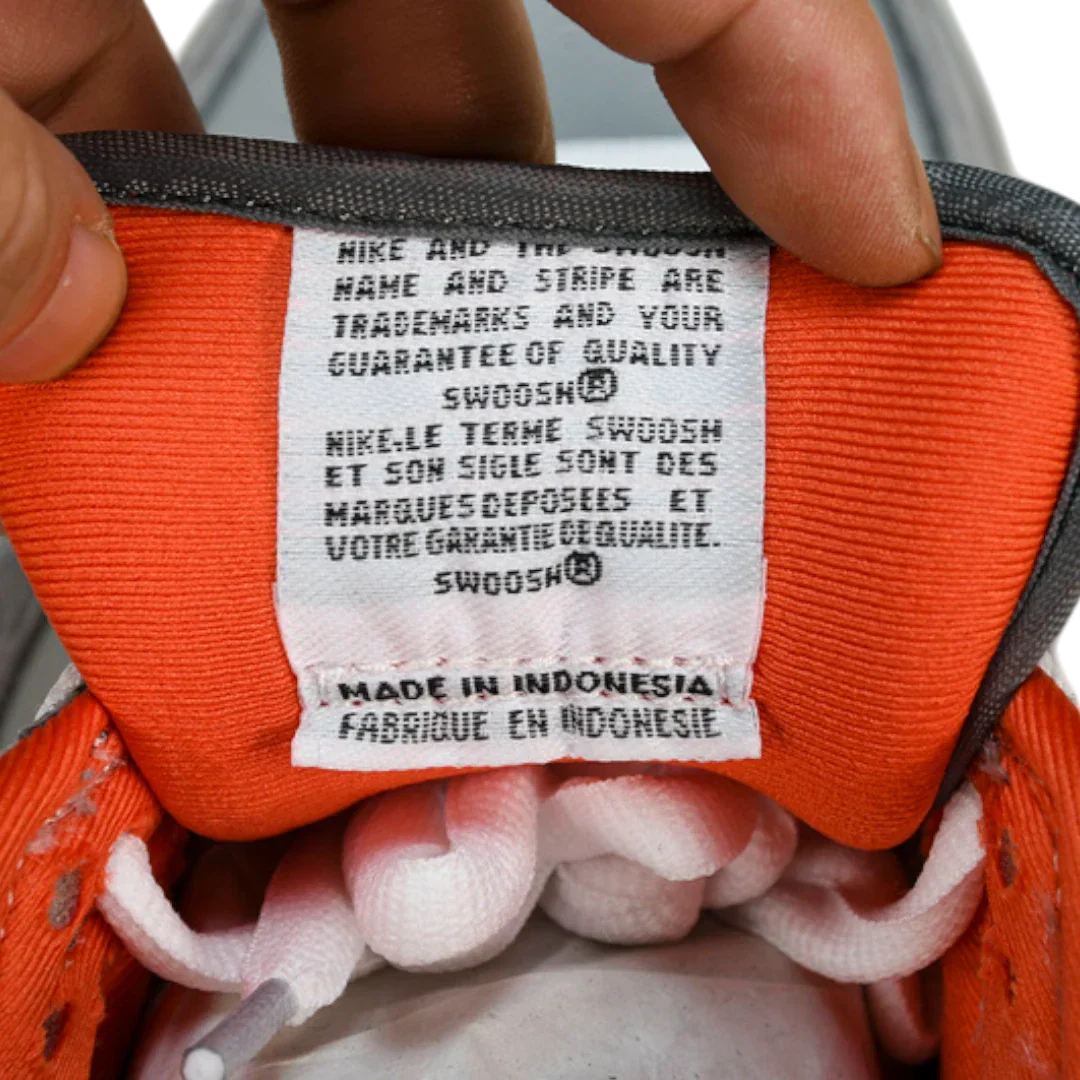 NIKE AND THE SWOOSH
NAME AND STRIPE ARE
TRADEMARKS AND YOUR
GUARANTEE OF QUALITY
SWOOSH®
NIKE.LE TERME SWOOSH
ET SON SIGLE SONT DES
MARQUES DEPOSEES ET
VOTRE GARANTIE DE QUALITE.
SWOOSH®
MADE IN INDONESIA
FABRIQUE EN INDONESIE